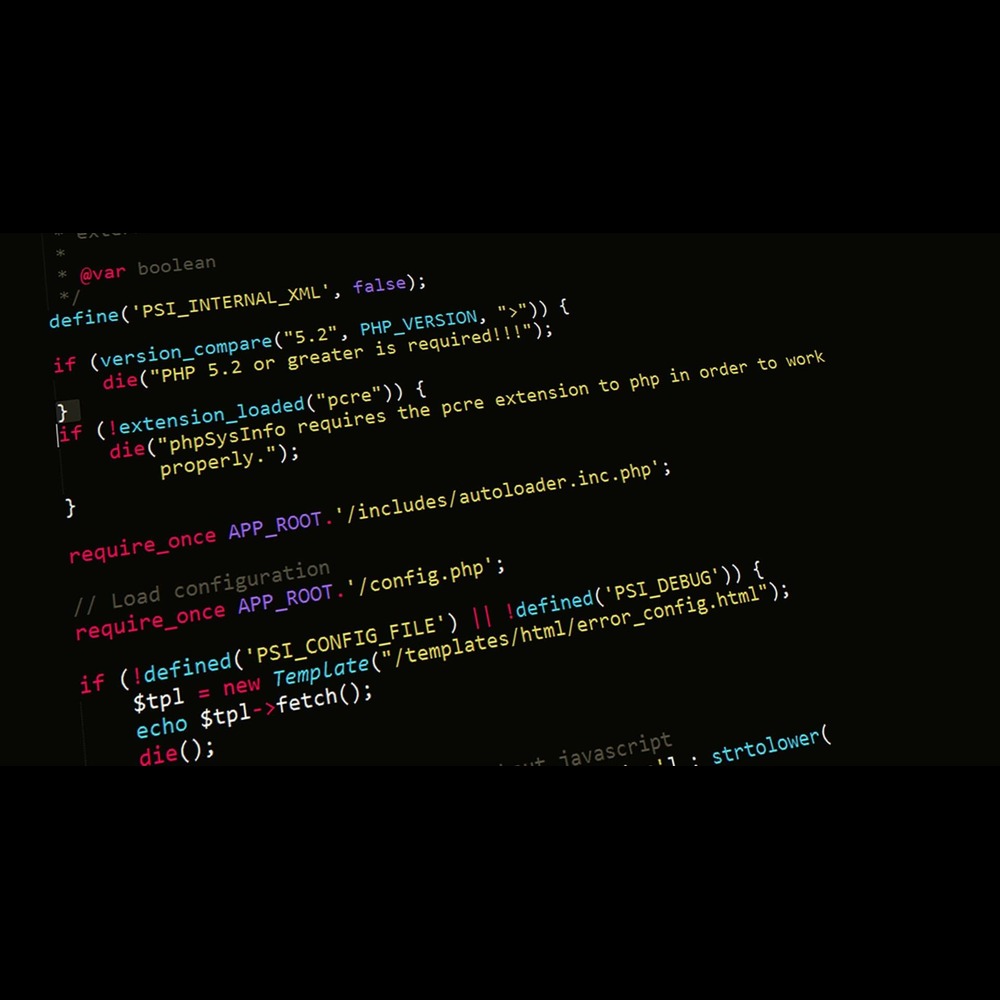 *
* @var boolean
*/
define('PSI_INTERNAL_XML', false);
if (version_compare("5.2", PHP_VERSION, ">")) {
die("PHP 5.2 or greater is required!!!");
}
if (!extension_loaded("pcre")) {
die("phpSysInfo requires the pcre extension to php in order to work
properly.");
}
require_once APP_ROOT.'/includes/autoloader.inc.php';
// Load configuration
require_once APP_ROOT.'/config.php';
if (!defined('PSI_CONFIG_FILE') || !defined('PSI_DEBUG')) {
$tpl = new Template("/templates/html/error_config.html");
echo $tpl->fetch();
die();
javascript
strtolower(